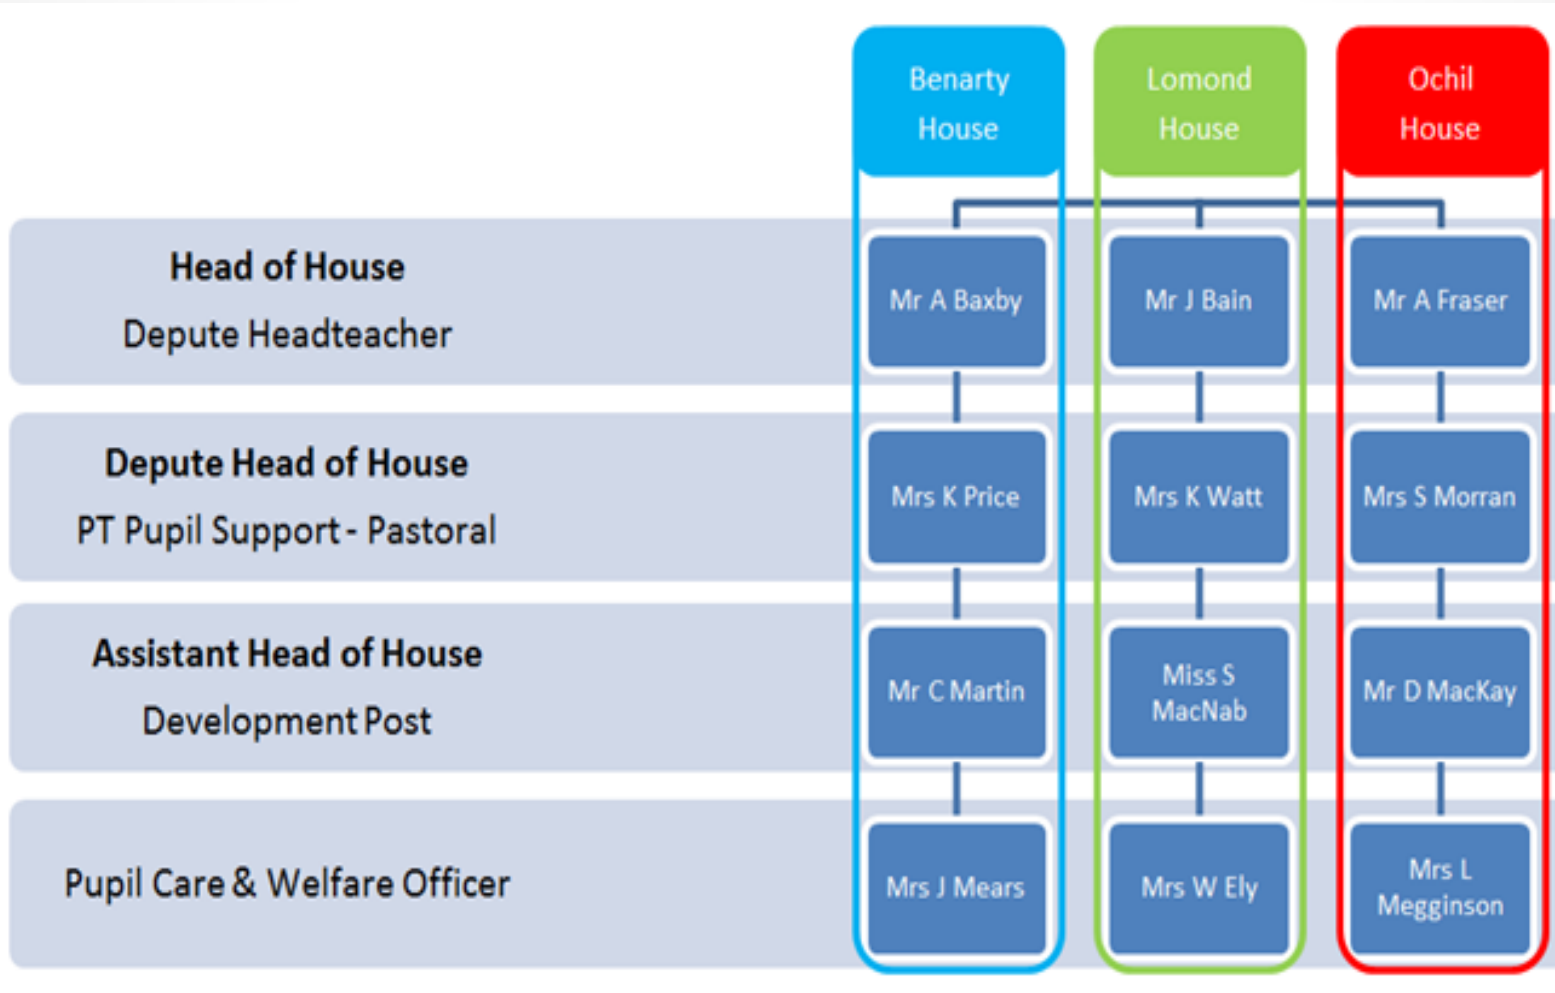 Benarty
House
Lomond
House
Ochil
House
Head of House
Depute Headteacher
Mr A Baxby
Mr J Bain
Mr A Fraser
Depute Head of House
PT Pupil Support - Pastoral
Mrs K Price
Mrs K Watt
Mrs S Morran
Assistant Head of House
Development Post
Mr C Martin
Miss S
MacNab
Mr D MacKay
Pupil Care & Welfare Officer
Mrs J Mears
Mrs W Ely
Mrs L
Megginson